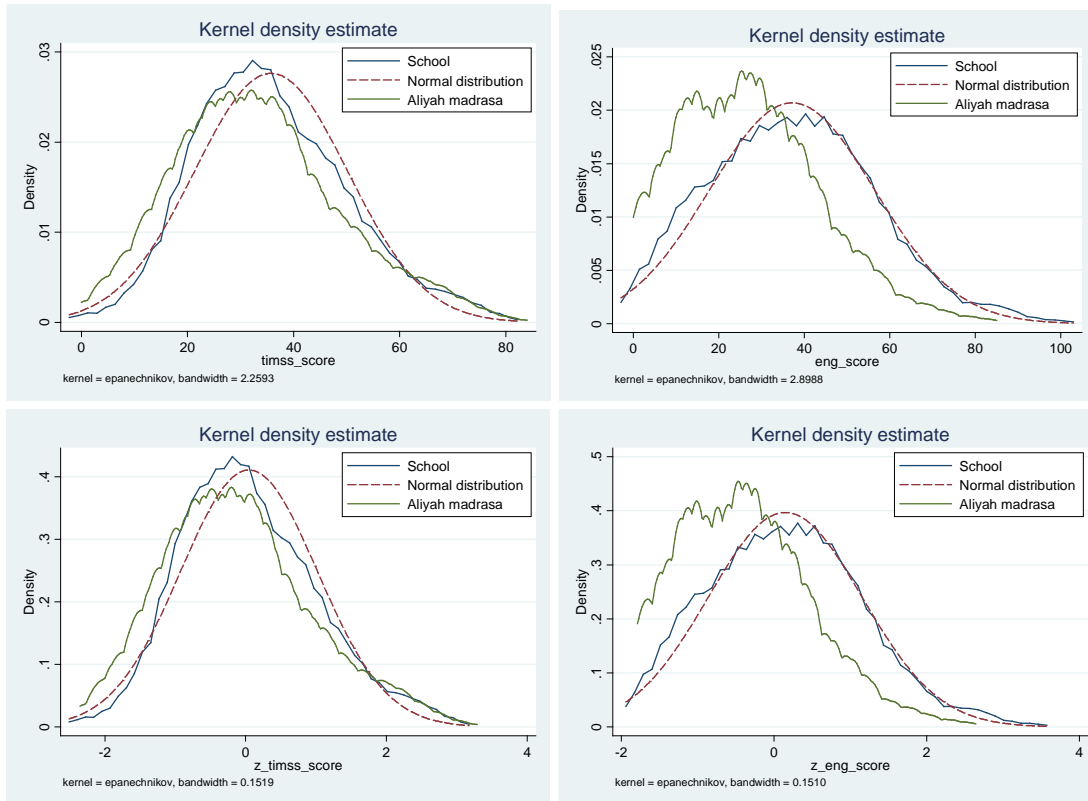 Kernel density estimate
.03
.02
.01
0
Density
School
Normal distribution
Aliyah madrasa
0 20 40 60 80
timss_score
kernel = epanechnikov, bandwidth = 2.2593
Kernel density estimate
.025
.02
.015
.01
.005
0
Density
School
Normal distribution
Aliyah madrasa
0 20 40 60 80 100
eng_score
kernel = epanechnikov, bandwidth = 2.8988
Kernel density estimate
.4
.3
.2
.1
0
Density
School
Normal distribution
Aliyah madrasa
-2 0 2 4
z_timss_score
kernel = epanechnikov, bandwidth = 0.1519
Kernel density estimate
.5
.4
.3
.2
.1
0
Density
School
Normal distribution
Aliyah madrasa
-2 0 2 4
z_eng_score
kernel = epanechnikov, bandwidth = 0.1510